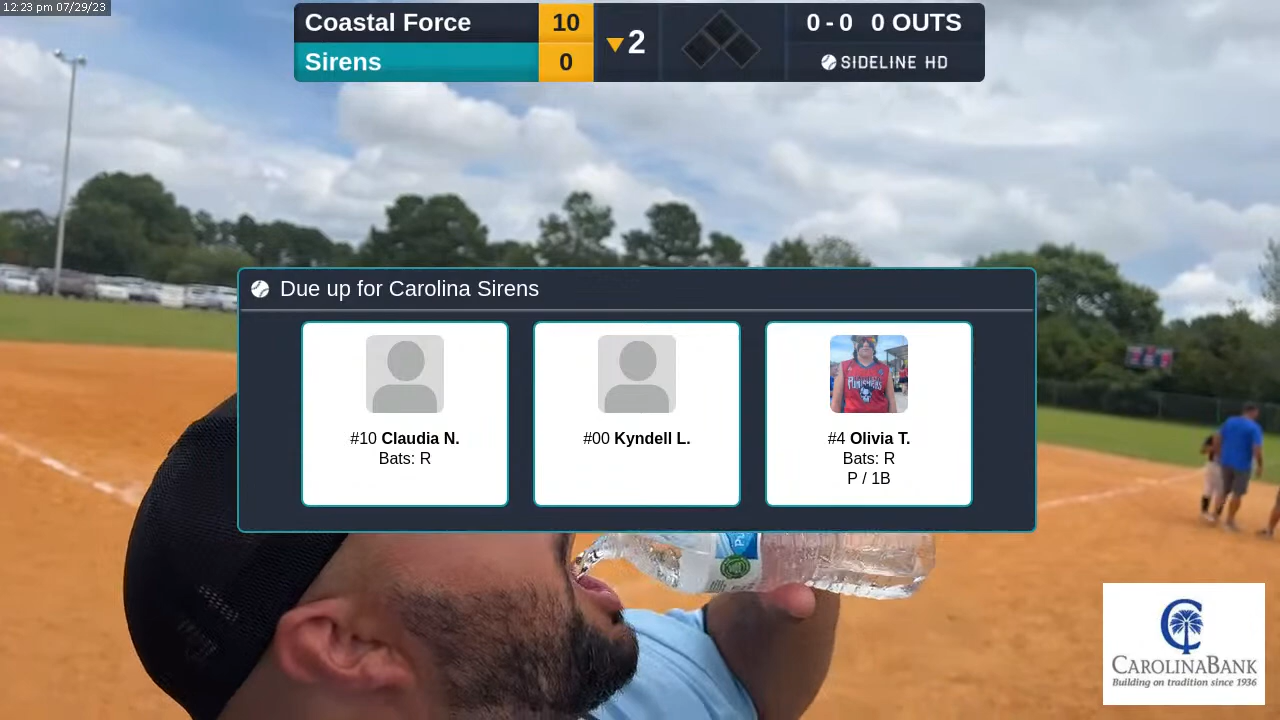 12:23 pm 07/29/23
Coastal Force 10
Sirens 0
2
0 - 0 0 OUTS
SIDELINE HD
Due up for Carolina Sirens
#10 Claudia N.
Bats: R
#00 Kyndell L.
#4 Olivia T.
Bats: R
P / 1B
CAROLINABANK
Building on tradition since 1936